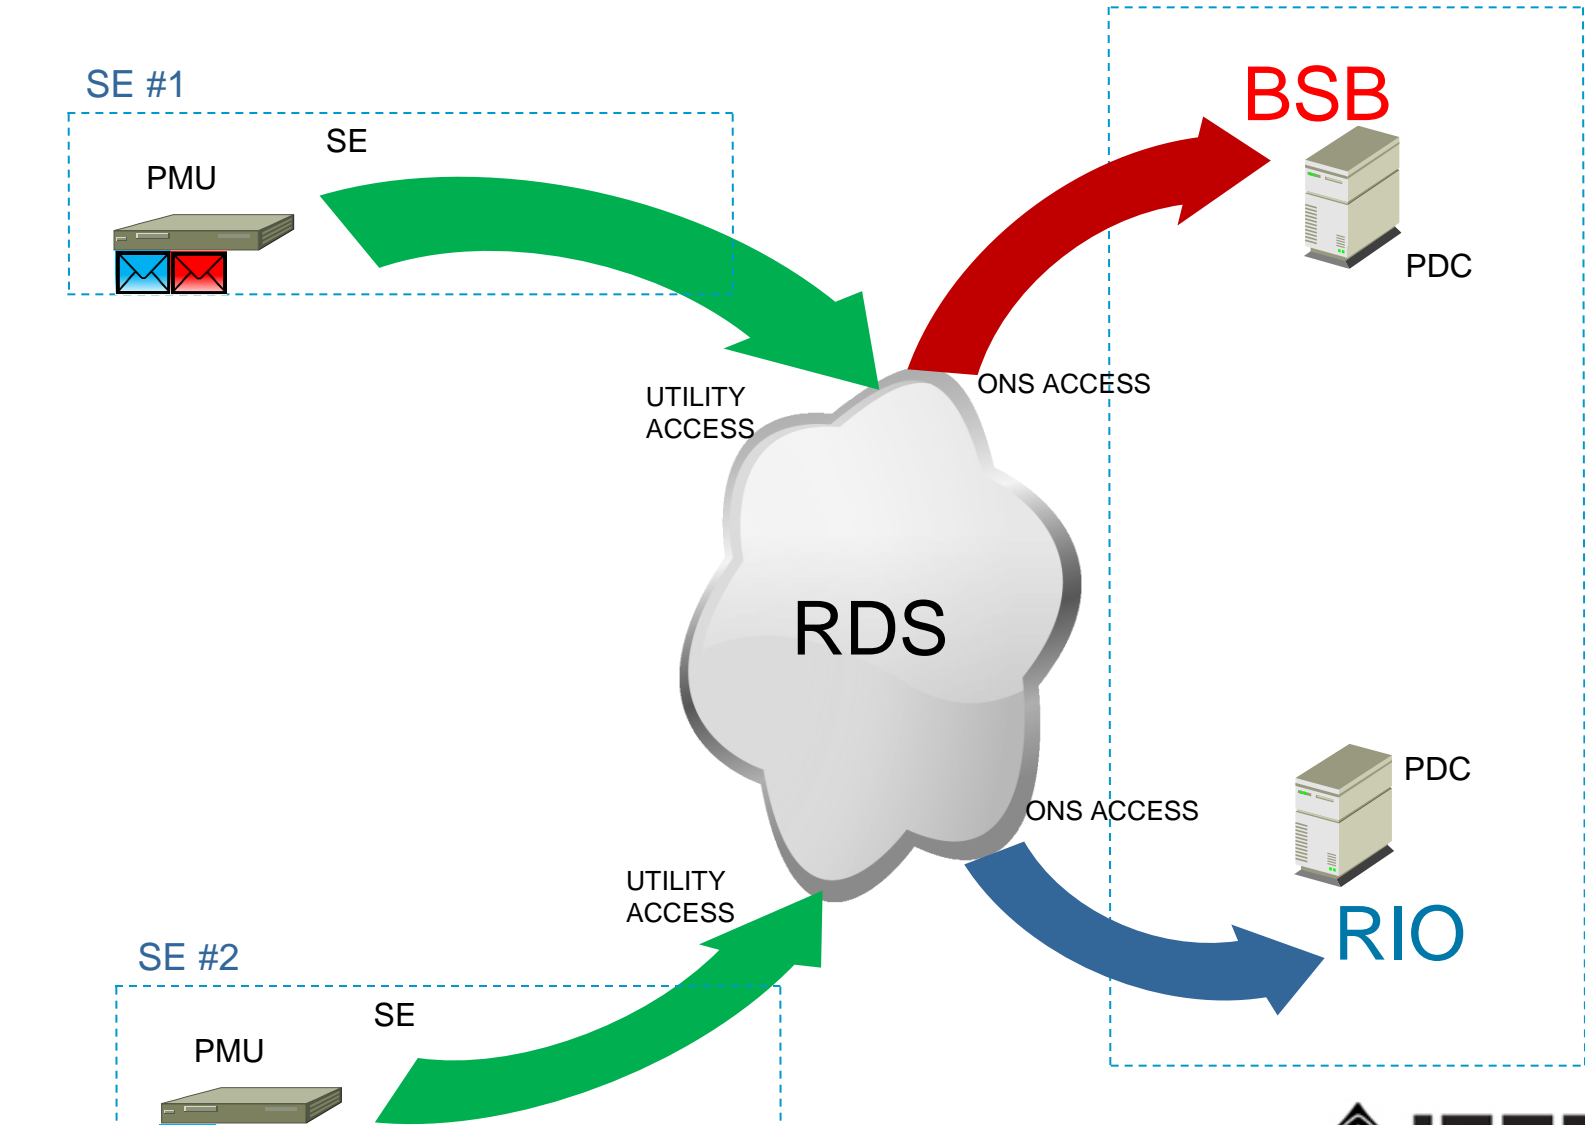 SE #1
SE
PMU
BSB
PDC
UTILITY
ACCESS
ONS ACCESS
RDS
PDC
ONS ACCESS
UTILITY
ACCESS
RIO
SE #2
SE
PMU